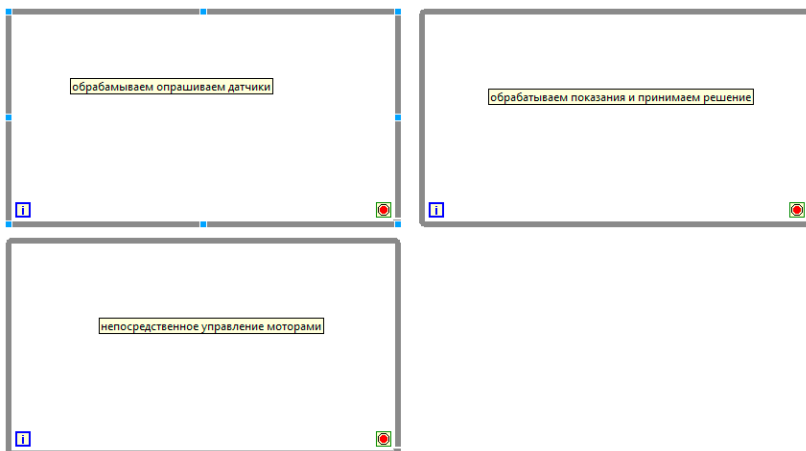 обрабамываем опрашиваем датчики
обрабатываем показания и принимаем решение
i
i
непосредственное управление моторами
i